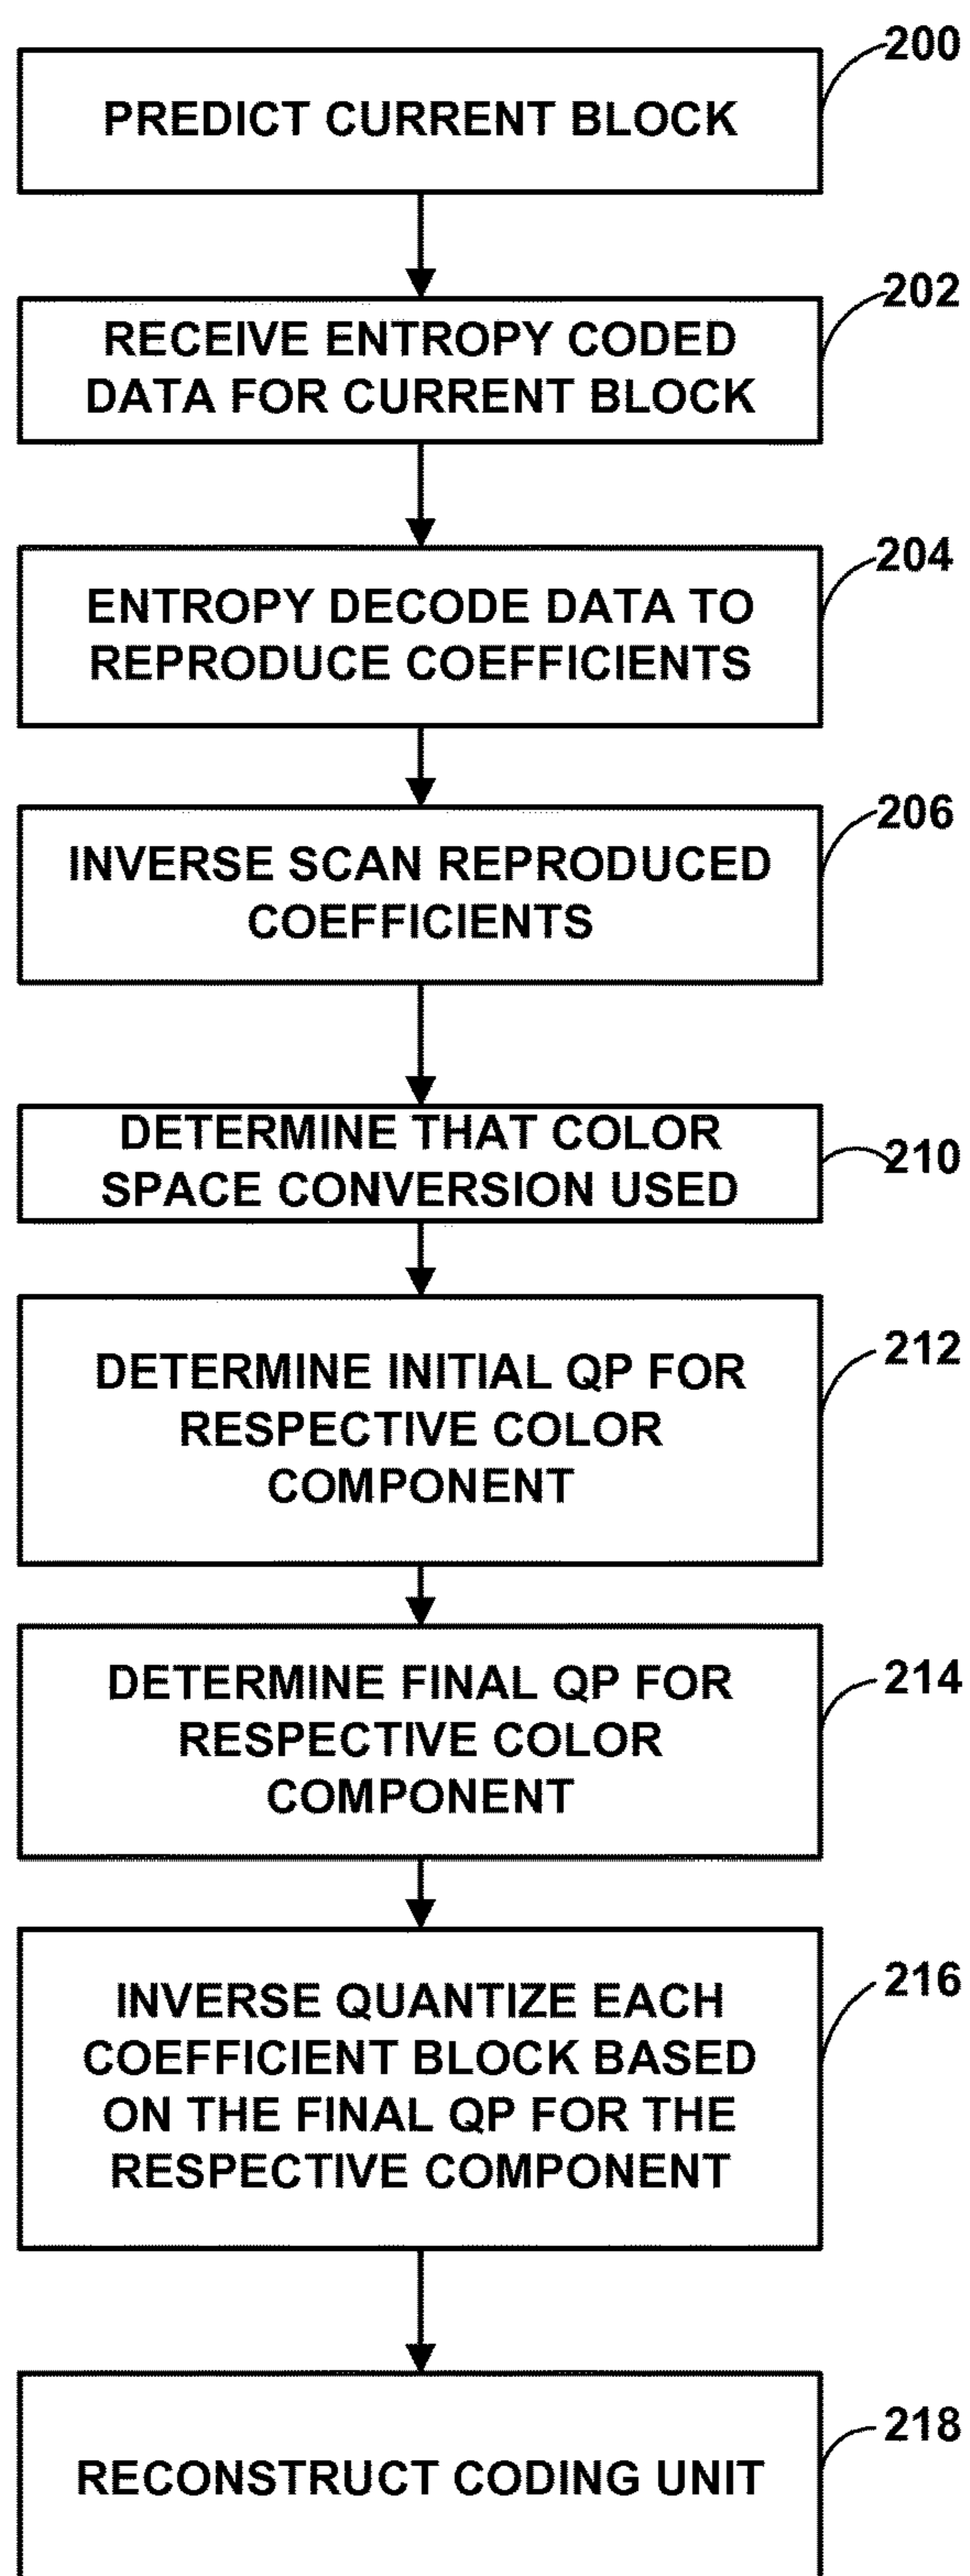 200
PREDICT CURRENT BLOCK
202
RECEIVE ENTROPY CODED
DATA FOR CURRENT BLOCK
204
ENTROPY DECODE DATA TO
REPRODUCE COEFFICIENTS
206
INVERSE SCAN REPRODUCED
COEFFICIENTS
DETERMINE THAT COLOR
SPACE CONVERSION USED
210
212
DETERMINE INITIAL QP FOR
RESPECTIVE COLOR
COMPONENT
214
DETERMINE FINAL QP FOR
RESPECTIVE COLOR
COMPONENT
216
INVERSE QUANTIZE EACH
COEFFICIENT BLOCK BASED
ON THE FINAL QP FOR THE
RESPECTIVE COMPONENT
218
RECONSTRUCT CODING UNIT